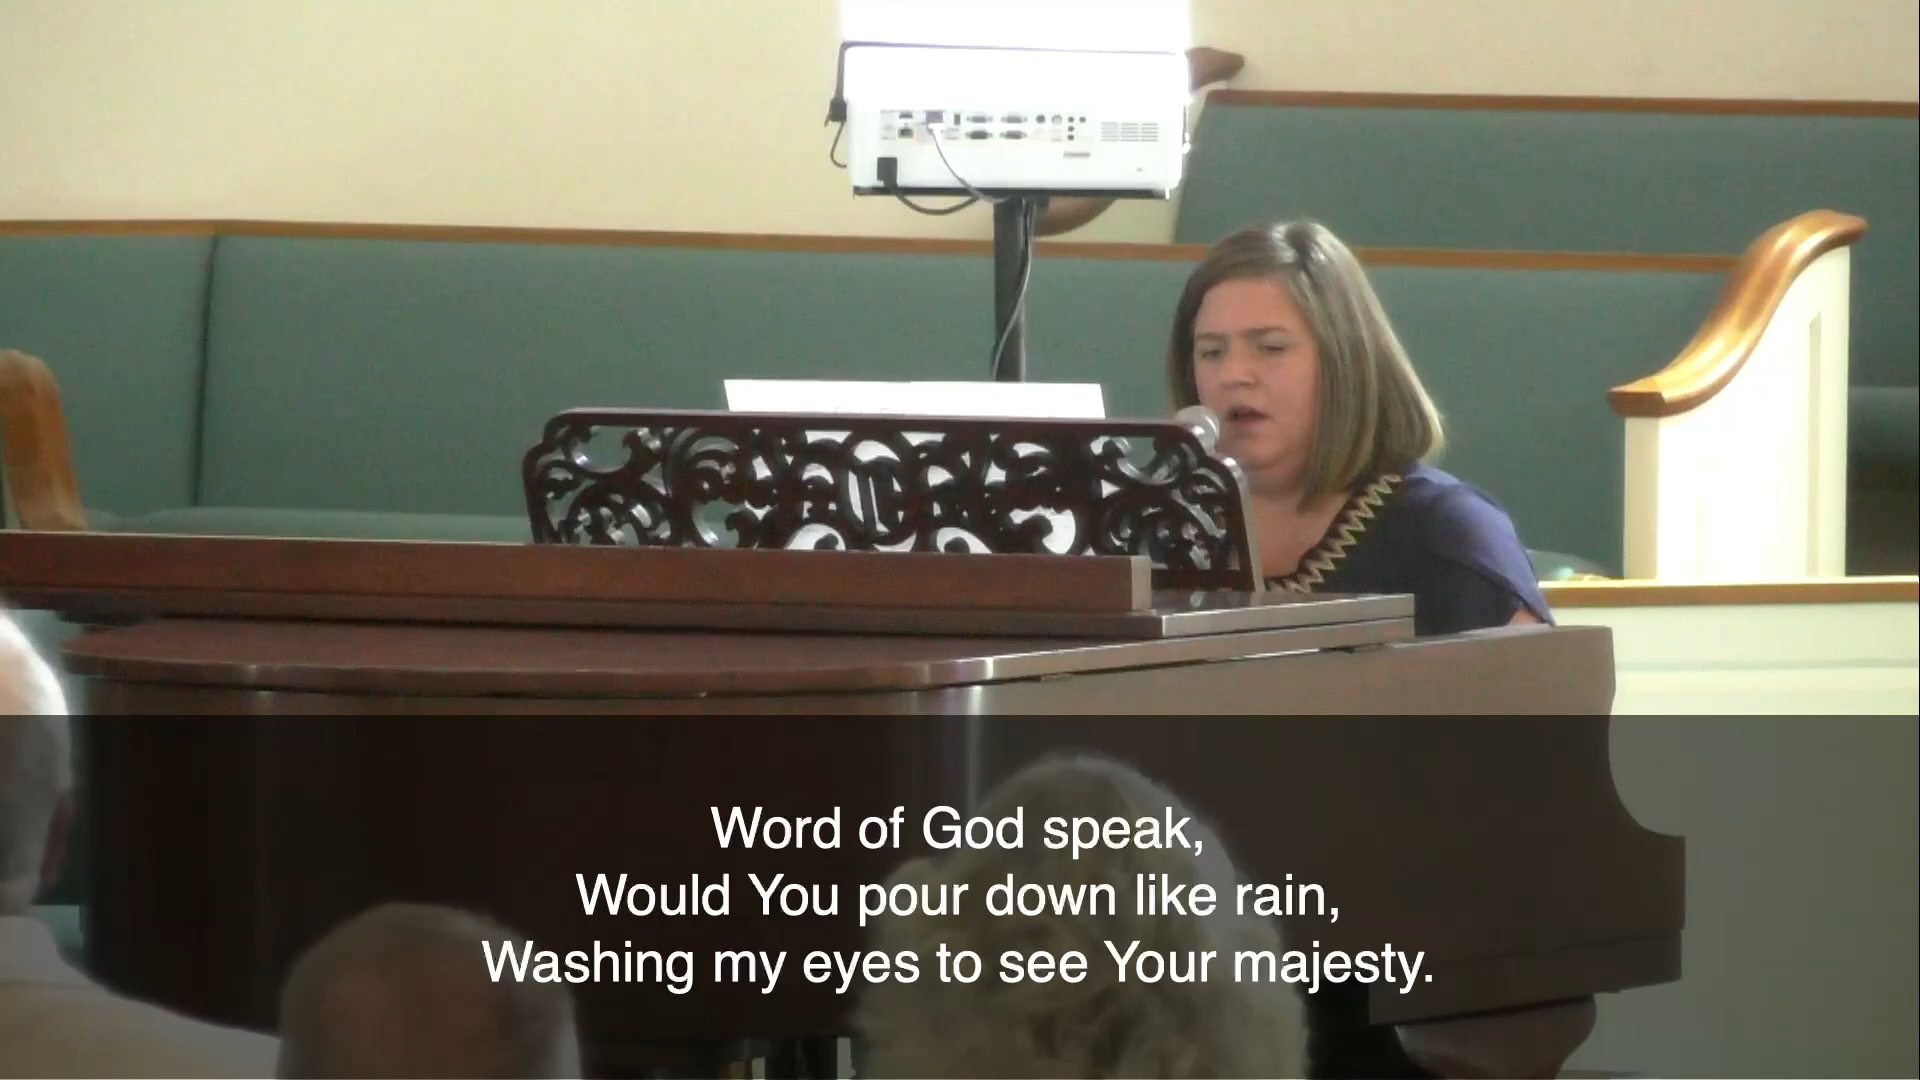 Word of God speak,
Would You pour down like rain,
Washing my eyes to see Your majesty.